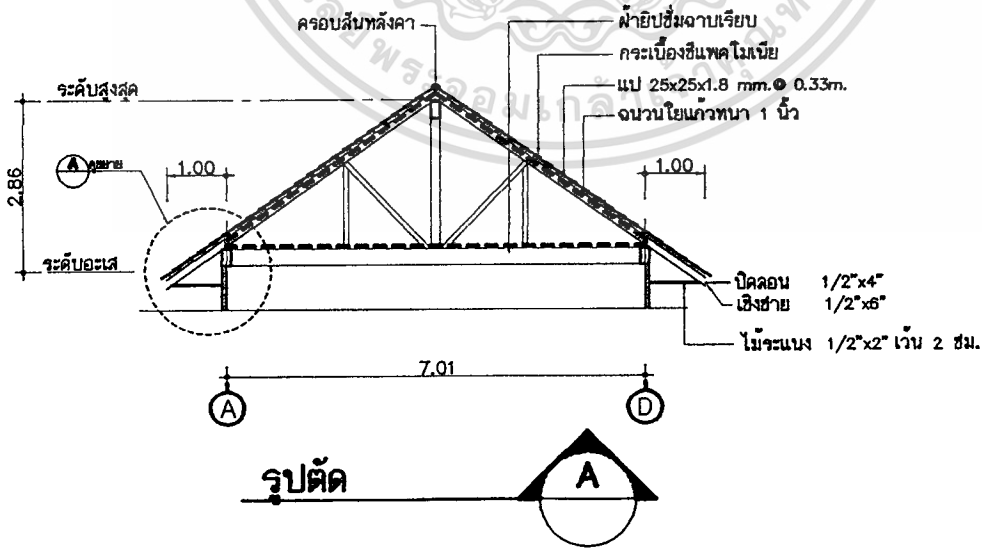 ครอบสันหลังคา
ฝ้ายิปซั่มฉาบเรียบ
กระเบื้องซีแพคโมเนีย
แป 25x25x1.8 mm.@ 0.33m.
ฉนวนใยแก้วหนา 1 นิ้ว
ระดับสูงสุด
A ขยาย
1.00
1.00
2.86
ระดับอะเส
ปิดลอน 1/2"x4"
เชิงชาย 1/2"x6"
ไม้ระแนง 1/2"x2" เว้น 2 ซม.
7.01
A
D
รูปตัด
A